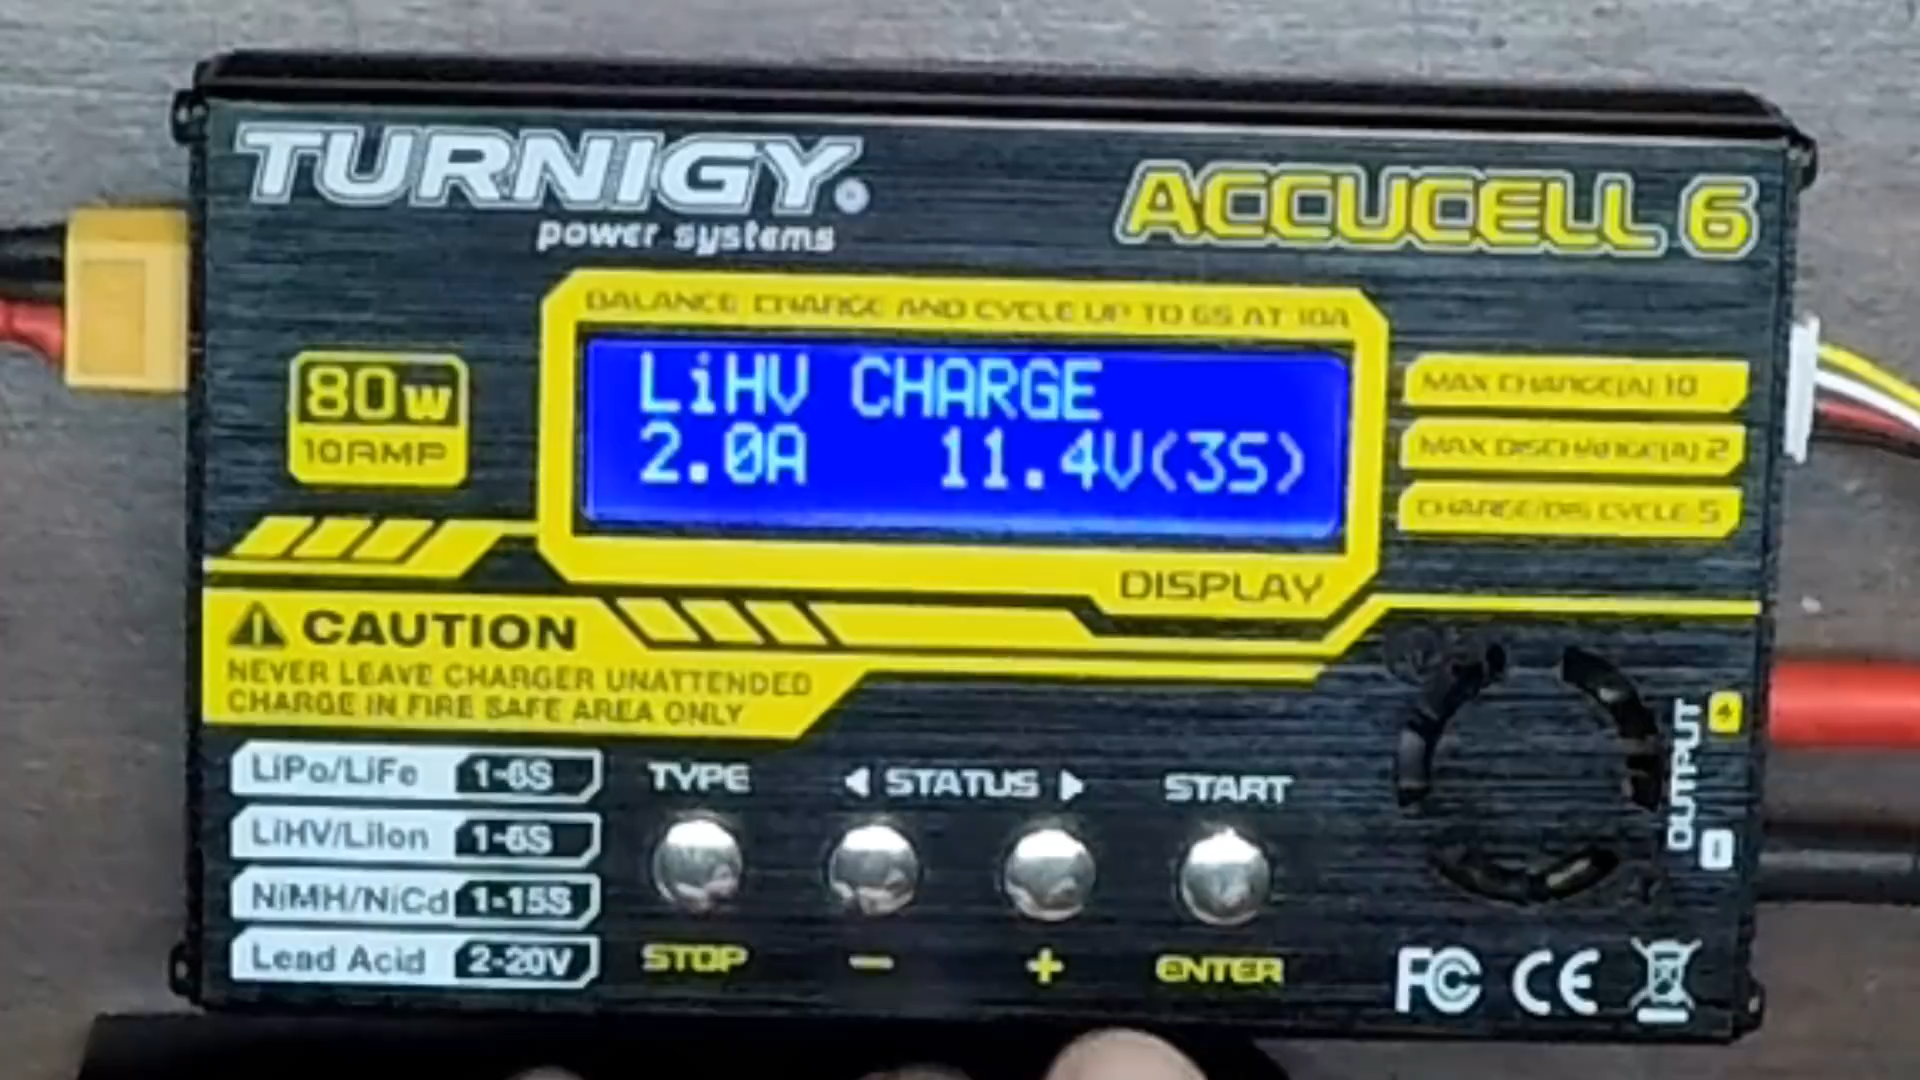 TURNIGY®
power systems
ACCUCELL 6
BALANCE CHARGE AND CYCLE UP TO 6S AT 10A
80W
10AMP
LiHV CHARGE
2.0A 11.4V(3S)
MAX CHARGE(A) 10
MAX DISCHARGE(A) 2
CHARGE/DIS CYCLE 5
DISPLAY
CAUTION
NEVER LEAVE CHARGER UNATTENDED
CHARGE IN FIRE SAFE AREA ONLY
LiPo/LiFe 1-6S
LiHV/LiIon 1-6S
NiMH/NiCd 1-15S
Lead Acid 2-20V
TYPE ◀ STATUS ▶ START
STOP − + ENTER
OUTPUT
+
−
FC CE